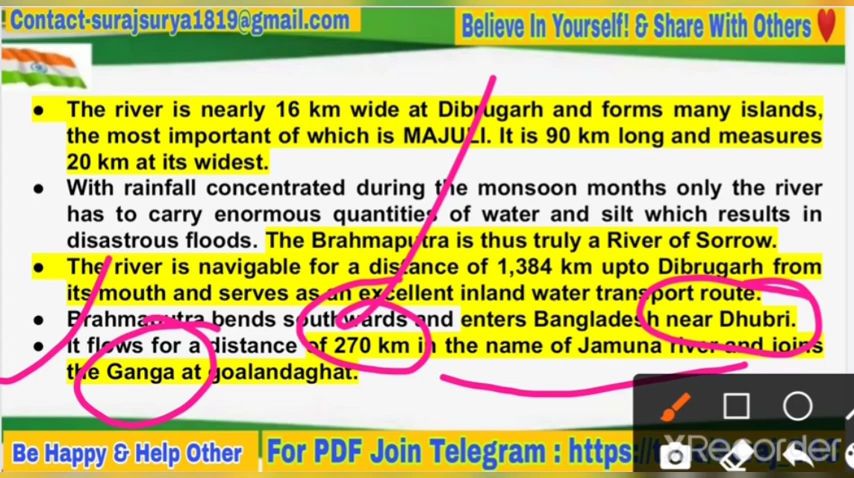 ! Contact-surajsurya1819@gmail.com
Believe In Yourself! & Share With Others
The river is nearly 16 km wide at Dibrugarh and forms many islands,
the most important of which is MAJULI. It is 90 km long and measures
20 km at its widest.
With rainfall concentrated during the monsoon months only the river
has to carry enormous quantities of water and silt which results in
disastrous floods. The Brahmaputra is thus truly a River of Sorrow.
The river is navigable for a distance of 1,384 km upto Dibrugarh from
its mouth and serves as an excellent inland water transport route.
Brahmaputra bends southwards and enters Bangladesh near Dhubri.
It flows for a distance of 270 km in the name of Jamuna river and joins
the Ganga at goalandaghat.
Be Happy & Help Other
For PDF Join Telegram : https:
XRecorder